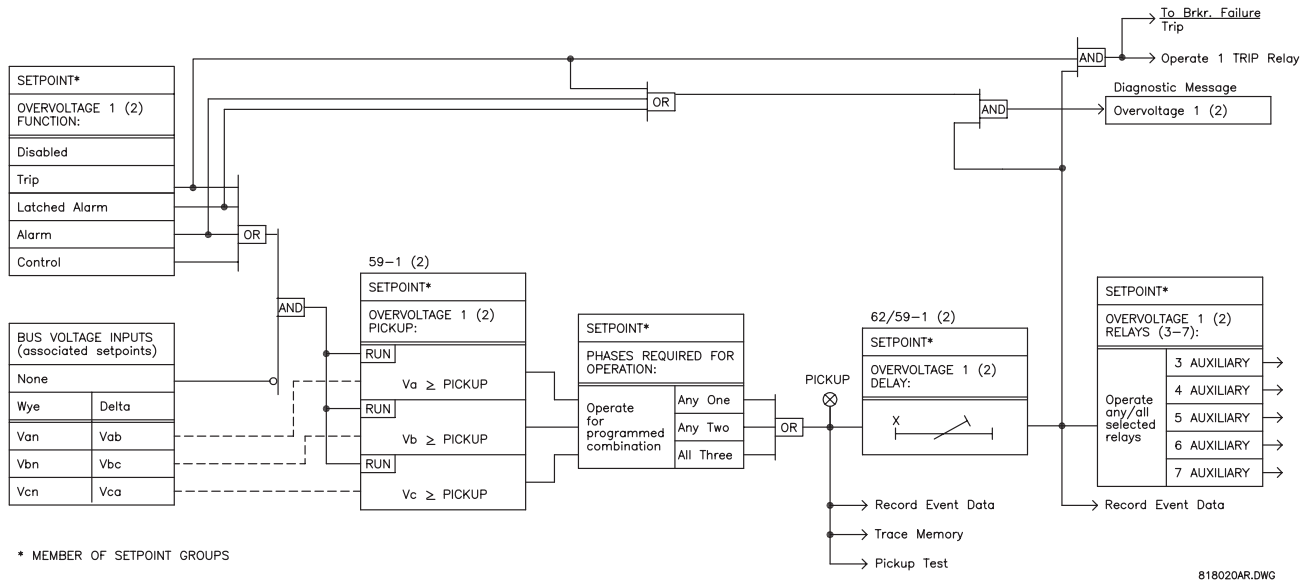 To Brkr. Failure
Trip
AND
Operate 1 TRIP Relay
SETPOINT*
OVERVOLTAGE 1 (2)
FUNCTION:
Disabled
Trip
Latched Alarm
Alarm
Control
OR
OR
AND
Diagnostic Message
Overvoltage 1 (2)
BUS VOLTAGE INPUTS
(associated setpoints)
None
Wye
Delta
Van
Vab
Vbn
Vbc
Vcn
Vca
AND
59-1 (2)
SETPOINT*
OVERVOLTAGE 1 (2)
PICKUP:
RUN
Va ≥ PICKUP
RUN
Vb ≥ PICKUP
RUN
Vc ≥ PICKUP
SETPOINT*
PHASES REQUIRED FOR
OPERATION:
Operate
for
programmed
combination
Any One
Any Two
All Three
OR
PICKUP
62/59-1 (2)
SETPOINT*
OVERVOLTAGE 1 (2)
DELAY:
X
Record Event Data
Trace Memory
Pickup Test
SETPOINT*
OVERVOLTAGE 1 (2)
RELAYS (3-7):
Operate
any/all
selected
relays
3 AUXILIARY
4 AUXILIARY
5 AUXILIARY
6 AUXILIARY
7 AUXILIARY
Record Event Data
* MEMBER OF SETPOINT GROUPS
818020AR.DWG